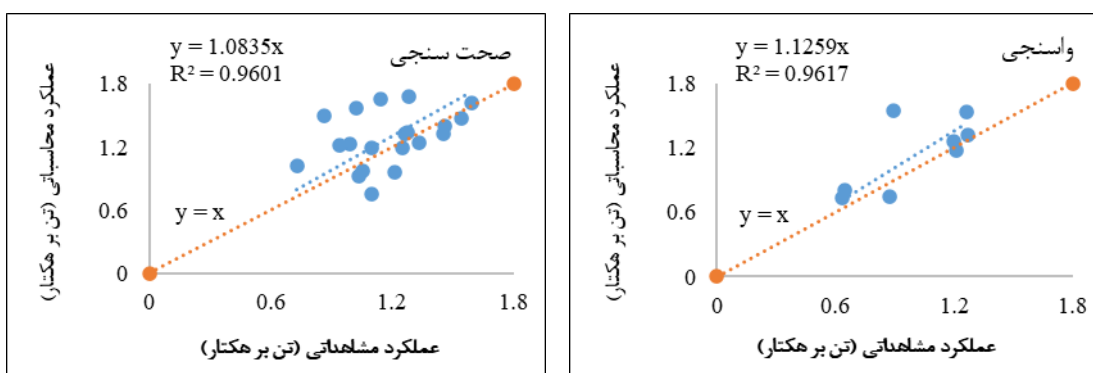 صحت سنجی
y = 1.0835x
R² = 0.9601
عملکرد محاسباتی (تن بر هکتار)
1.8
1.2
0.6
0
y = x
0 0.6 1.2 1.8
عملکرد مشاهداتی (تن بر هکتار)
واسنجی
y = 1.1259x
R² = 0.9617
عملکرد محاسباتی (تن بر هکتار)
1.8
1.2
0.6
0
y = x
0 0.6 1.2 1.8
عملکرد مشاهداتی (تن بر هکتار)